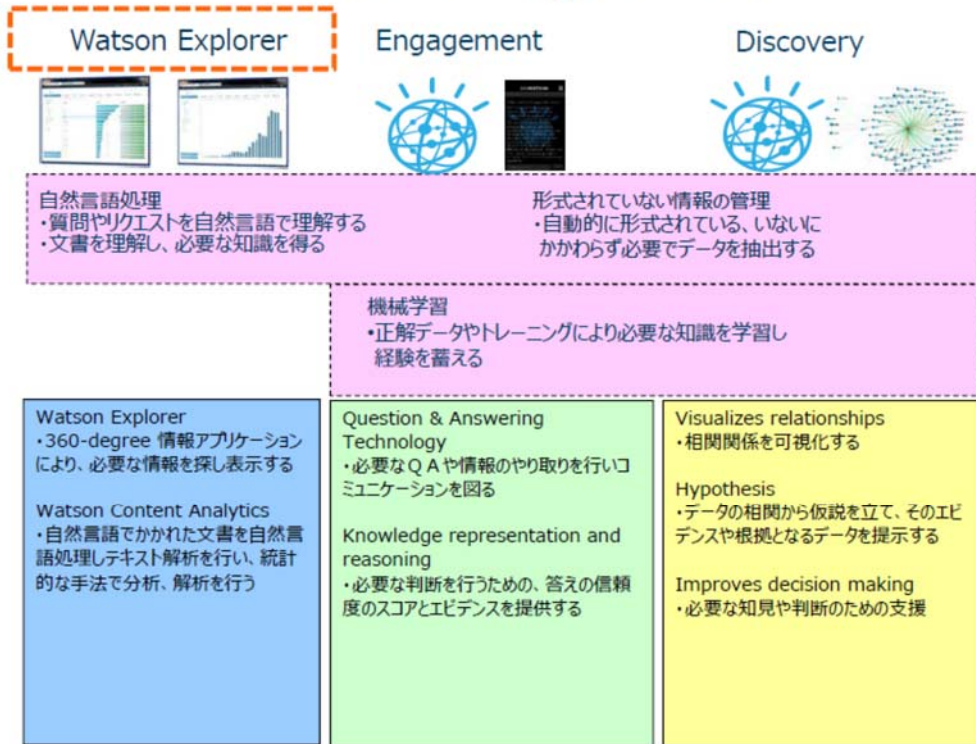 Watson Explorer
Engagement
Discovery
自然言語処理
・質問やリクエストを自然言語で理解する
・文書を理解し、必要な知識を得る
形式されていない情報の管理
・自動的に形式されている、いないに
かかわらず必要でデータを抽出する
機械学習
・正解データやトレーニングにより必要な知識を学習し
経験を蓄える
Watson Explorer
・360-degree 情報アプリケーション
により、必要な情報を探し表示する
Watson Content Analytics
・自然言語でかかれた文書を自然言
語処理しテキスト解析を行い、統計
的な手法で分析、解析を行う
Question & Answering
Technology
・必要なＱＡや情報のやり取りを行いコ
ミュニケーションを図る
Knowledge representation and
reasoning
・必要な判断を行うための、答えの信頼
度のスコアとエビデンスを提供する
Visualizes relationships
・相関関係を可視化する
Hypothesis
・データの相関から仮説を立て、そのエビ
デンスや根拠となるデータを提示する
Improves decision making
・必要な知見や判断のための支援